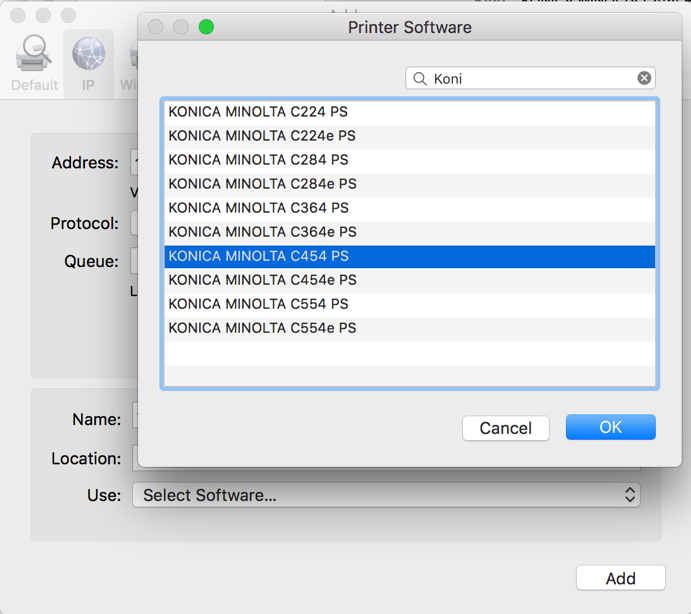 Printer Software
Default
IP
Koni
KONICA MINOLTA C224 PS
KONICA MINOLTA C224e PS
KONICA MINOLTA C284 PS
KONICA MINOLTA C284e PS
KONICA MINOLTA C364 PS
KONICA MINOLTA C364e PS
KONICA MINOLTA C454 PS
KONICA MINOLTA C454e PS
KONICA MINOLTA C554 PS
KONICA MINOLTA C554e PS
Address:
Protocol:
Queue:
Cancel
OK
Name:
Location:
Use:
Select Software...
Add